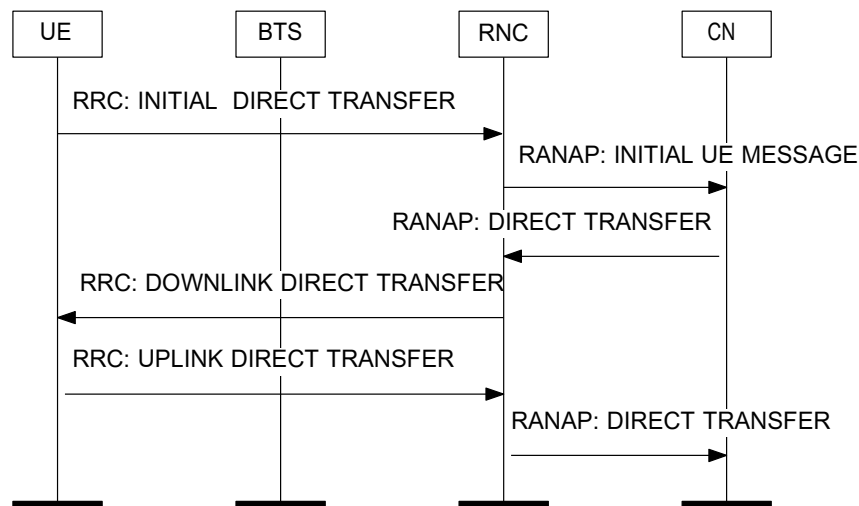 UE
BTS
RNC
CN
RRC: INITIAL DIRECT TRANSFER
RANAP: INITIAL UE MESSAGE
RANAP: DIRECT TRANSFER
RRC: DOWNLINK DIRECT TRANSFER
RRC: UPLINK DIRECT TRANSFER
RANAP: DIRECT TRANSFER